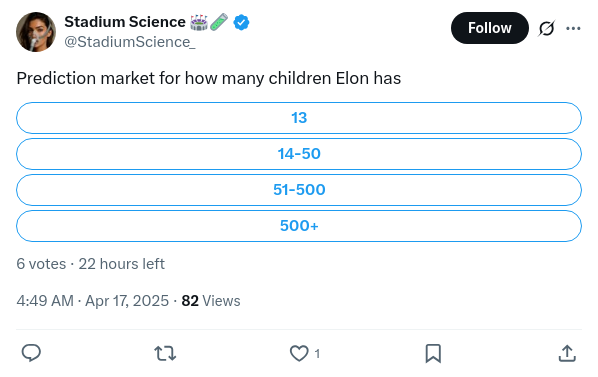 Stadium Science 🏟️🧪
@StadiumScience_
Follow
Prediction market for how many children Elon has
13
14-50
51-500
500+
6 votes · 22 hours left
4:49 AM · Apr 17, 2025 · 82 Views
1